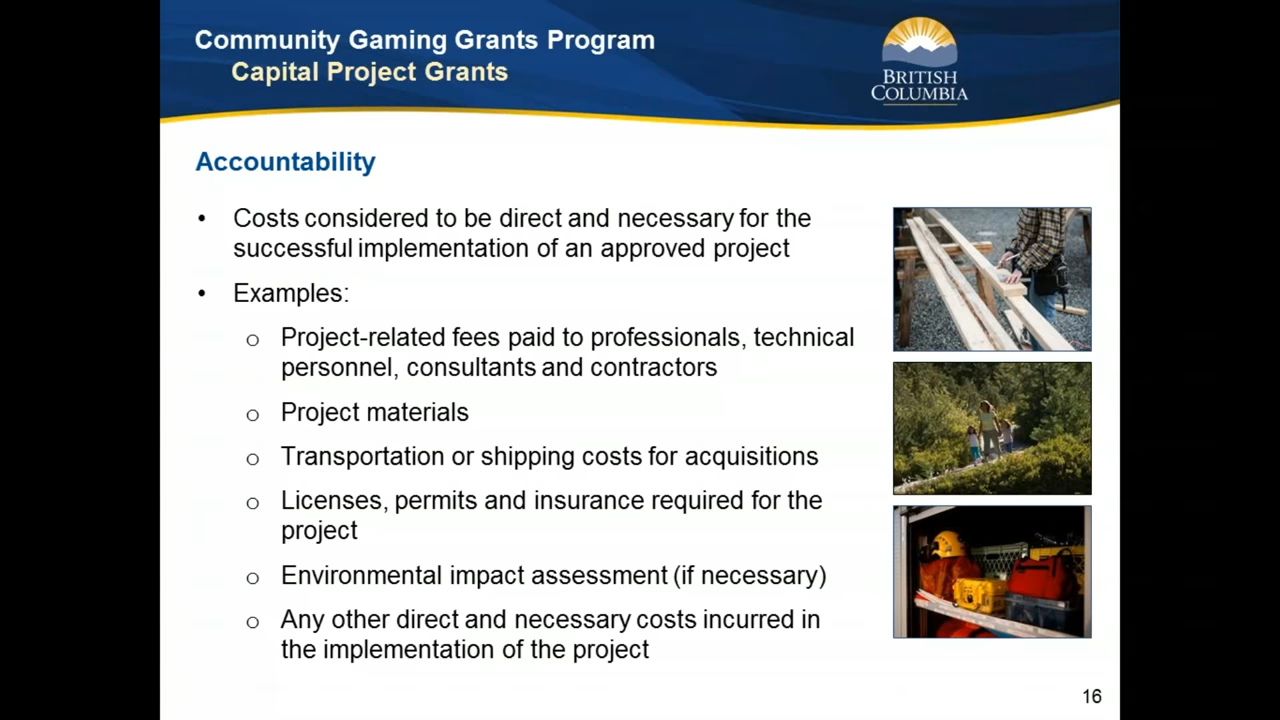 Community Gaming Grants Program
Capital Project Grants
BRITISH
COLUMBIA
Accountability
• Costs considered to be direct and necessary for the
successful implementation of an approved project
• Examples:
o Project-related fees paid to professionals, technical
personnel, consultants and contractors
o Project materials
o Transportation or shipping costs for acquisitions
o Licenses, permits and insurance required for the
project
o Environmental impact assessment (if necessary)
o Any other direct and necessary costs incurred in
the implementation of the project
16